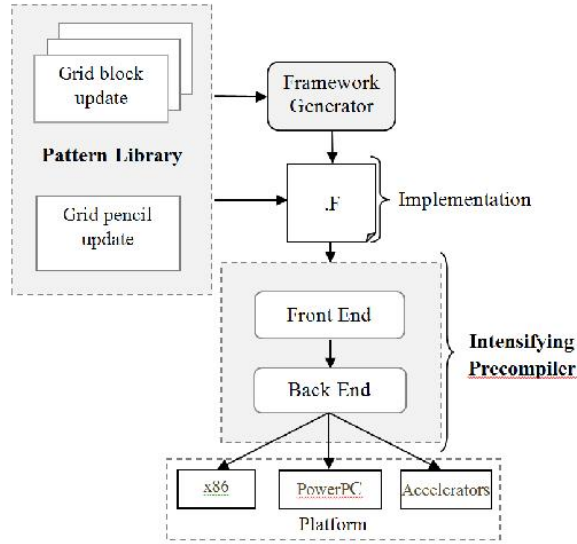 Grid block
update
Framework
Generator
Pattern Library
.F
Implementation
Grid pencil
update
Front End
Intensifying
Precompiler
Back End
x86
PowerPC
Accelerators
Platform